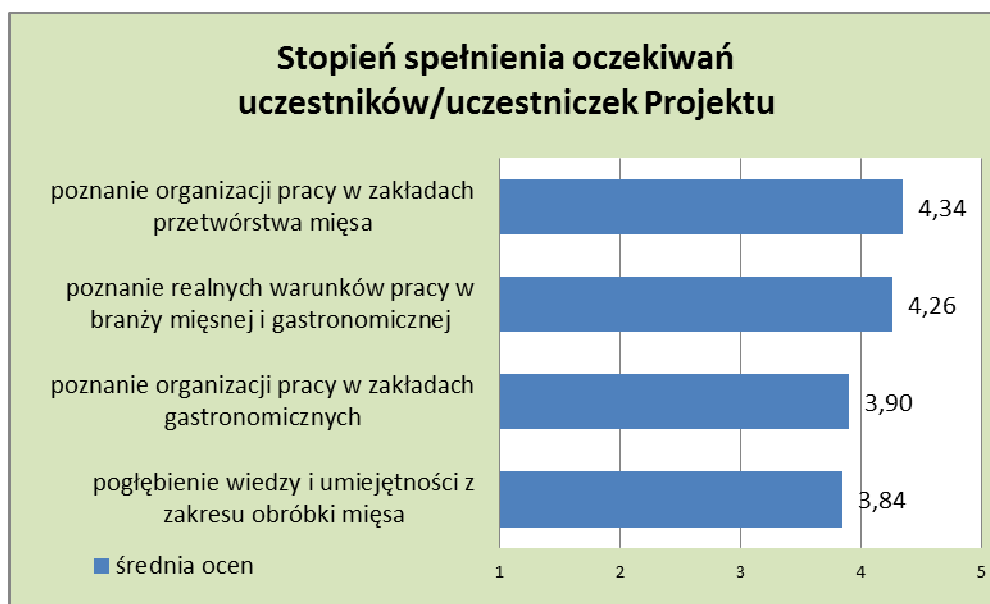 Stopień spełnienia oczekiwań
uczestników/uczestniczek Projektu
poznanie organizacji pracy w zakładach
przetwórstwa mięsa
4,34
poznanie realnych warunków pracy w
branży mięsnej i gastronomicznej
4,26
poznanie organizacji pracy w zakładach
gastronomicznych
3,90
pogłębienie wiedzy i umiejętności z
zakresu obróbki mięsa
3,84
średnia ocen
1 2 3 4 5